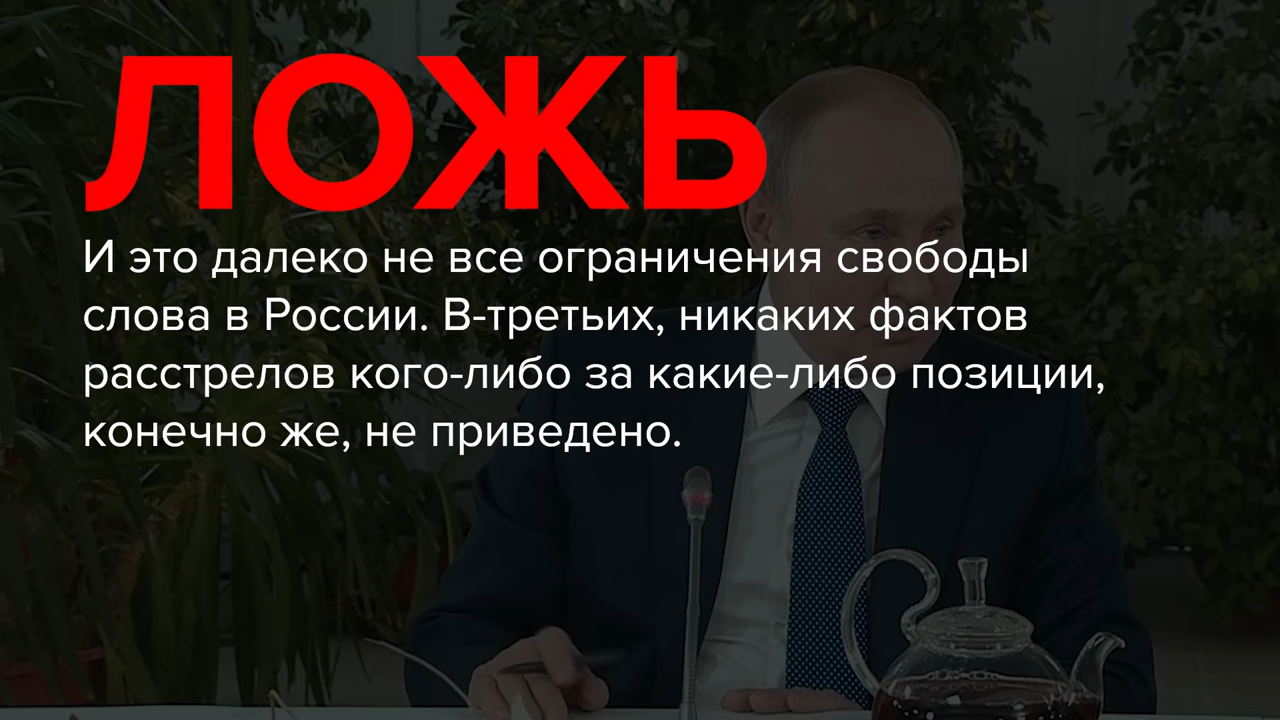 ЛОЖЬ
И это далеко не все ограничения свободы
слова в России. В-третьих, никаких фактов
расстрелов кого-либо за какие-либо позиции,
конечно же, не приведено.